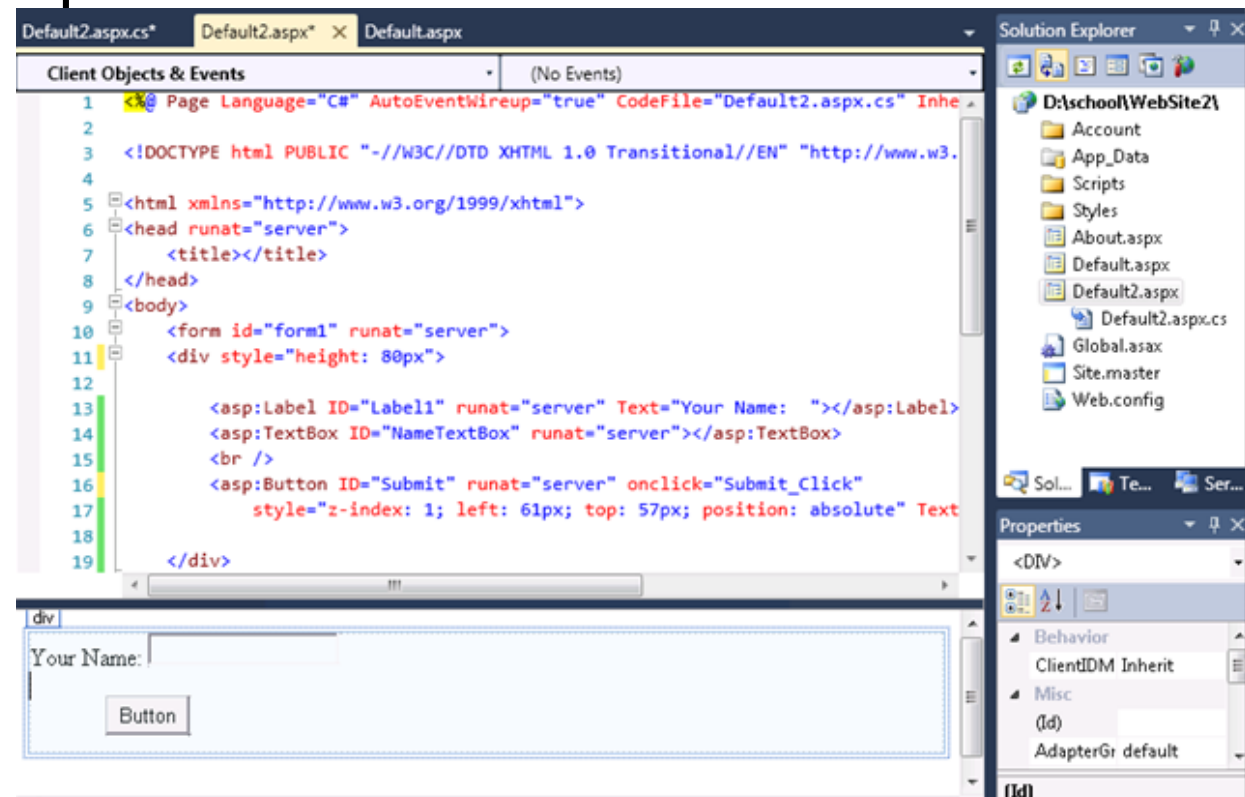 Default2.aspx.cs* Default2.aspx* Default.aspx
Client Objects & Events (No Events)
1 <%@ Page Language="C#" AutoEventWireup="true" CodeFile="Default2.aspx.cs" Inhe
2
3 <!DOCTYPE html PUBLIC "-//W3C//DTD XHTML 1.0 Transitional//EN" "http://www.w3.
4
5 <html xmlns="http://www.w3.org/1999/xhtml">
6 <head runat="server">
7 <title></title>
8 </head>
9 <body>
10 <form id="form1" runat="server">
11 <div style="height: 80px">
12
13 <asp:Label ID="Label1" runat="server" Text="Your Name:  "></asp:Label>
14 <asp:TextBox ID="NameTextBox" runat="server"></asp:TextBox>
15 <br />
16 <asp:Button ID="Submit" runat="server" onclick="Submit_Click"
17 style="z-index: 1; left: 61px; top: 57px; position: absolute" Text
18
19 </div>
div
Your Name:
Button
Solution Explorer
D:\school\WebSite2\
Account
App_Data
Scripts
Styles
About.aspx
Default.aspx
Default2.aspx
Default2.aspx.cs
Global.asax
Site.master
Web.config
Sol... Te... Ser...
Properties
<DIV>
Behavior
ClientIDM Inherit
Misc
(Id)
AdapterGr default
(Id)